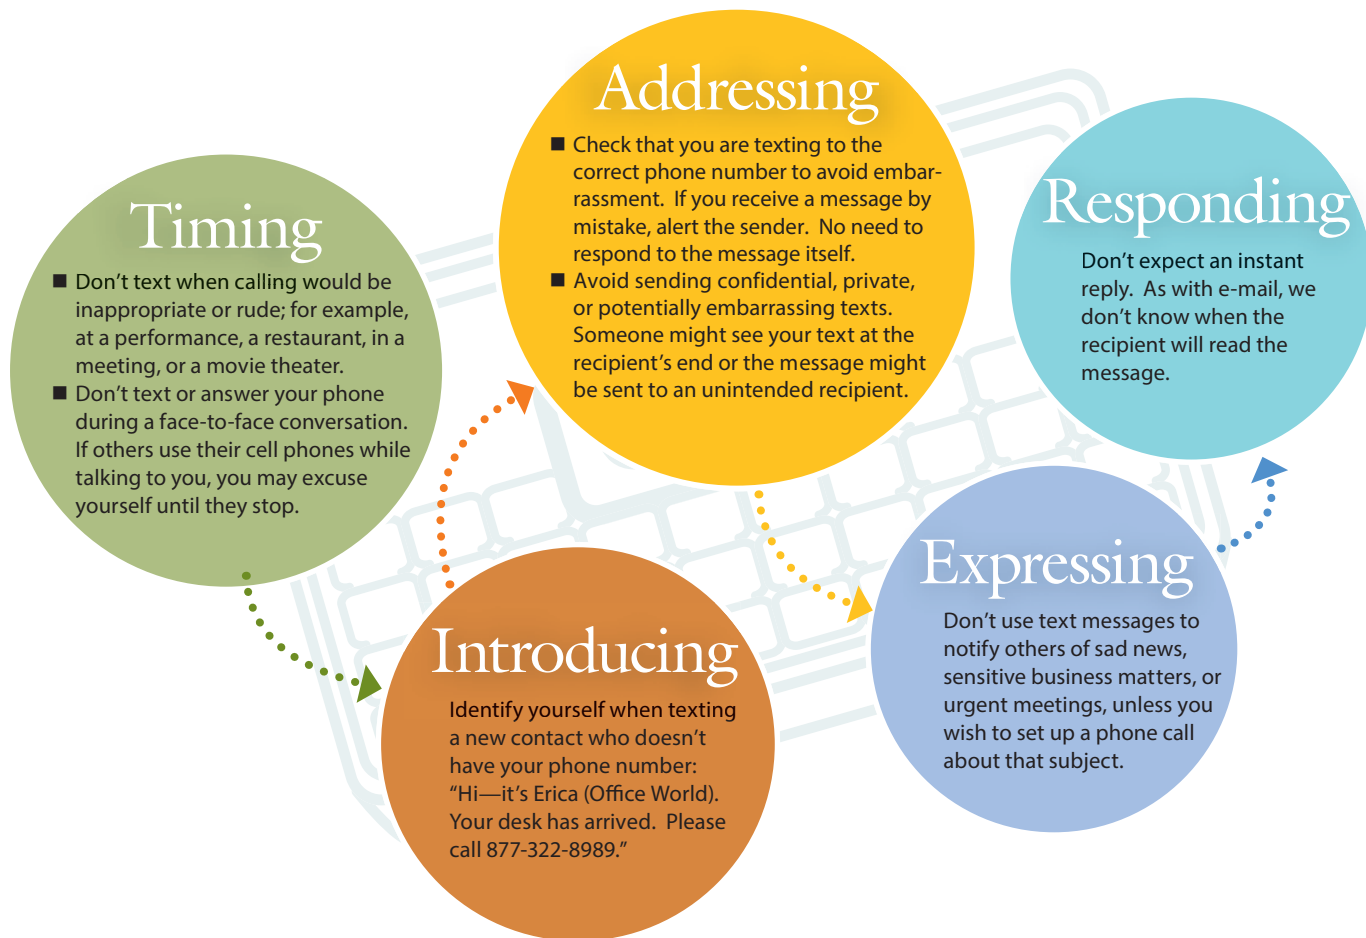 Timing
■ Don’t text when calling would be
inappropriate or rude; for example,
at a performance, a restaurant, in a
meeting, or a movie theater.
■ Don’t text or answer your phone
during a face-to-face conversation.
If others use their cell phones while
talking to you, you may excuse
yourself until they stop.
Introducing
Identify yourself when texting
a new contact who doesn’t
have your phone number:
“Hi—it’s Erica (Office World).
Your desk has arrived.  Please
call 877-322-8989.”
Addressing
■ Check that you are texting to the
correct phone number to avoid embar-
rassment.  If you receive a message by
mistake, alert the sender.  No need to
respond to the message itself.
■ Avoid sending confidential, private,
or potentially embarrassing texts.
Someone might see your text at the
recipient’s end or the message might
be sent to an unintended recipient.
Expressing
Don’t use text messages to
notify others of sad news,
sensitive business matters, or
urgent meetings, unless you
wish to set up a phone call
about that subject.
Responding
Don’t expect an instant
reply.  As with e-mail, we
don’t know when the
recipient will read the
message.